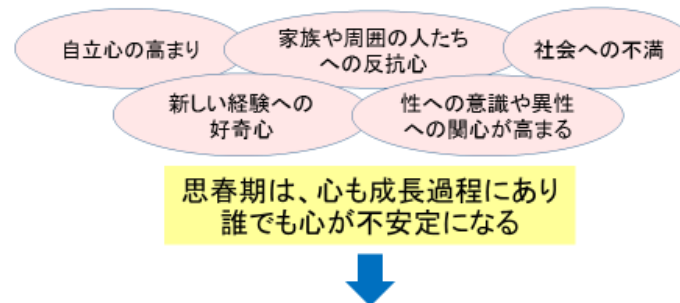 自立心の高まり
家族や周囲の人たち
への反抗心
社会への不満
新しい経験への
好奇心
性への意識や異性
への関心が高まる
思春期は、心も成長過程にあり
誰でも心が不安定になる